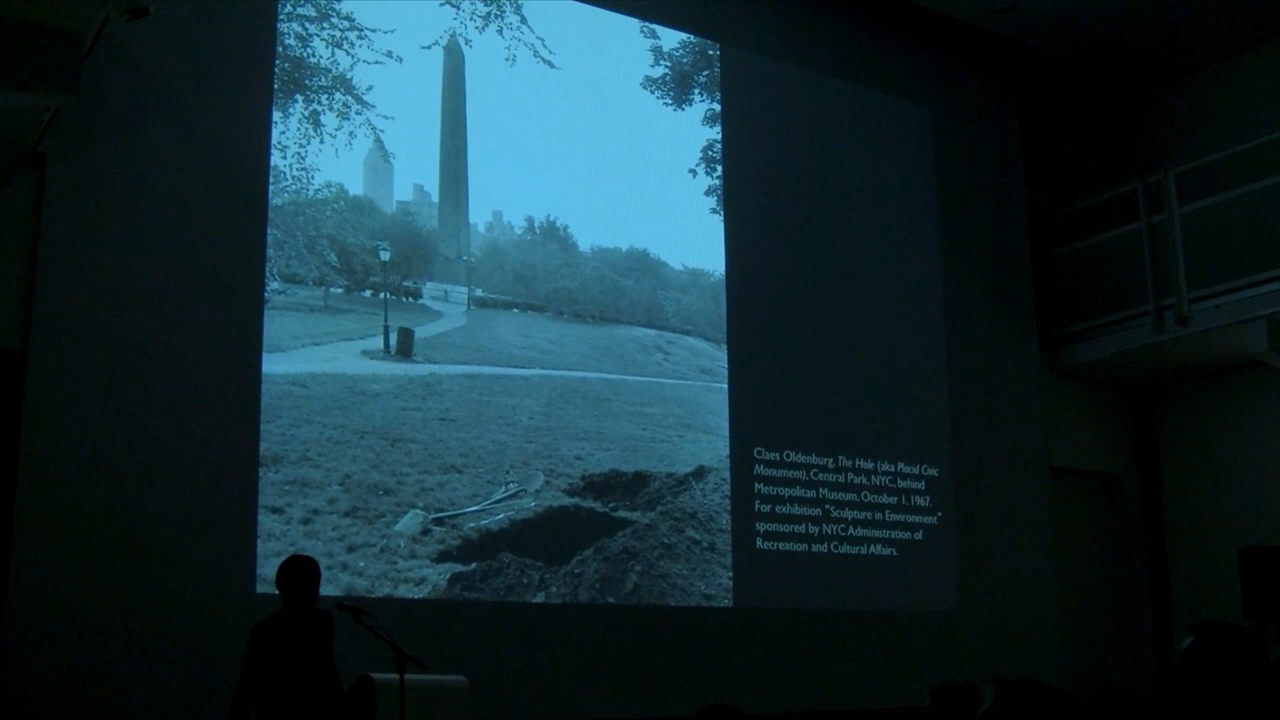 Claes Oldenburg, The Hole (aka Placid Civic
Monument), Central Park, NYC, behind
Metropolitan Museum, October 1, 1967.
For exhibition "Sculpture in Environment"
sponsored by NYC Administration of
Recreation and Cultural Affairs.